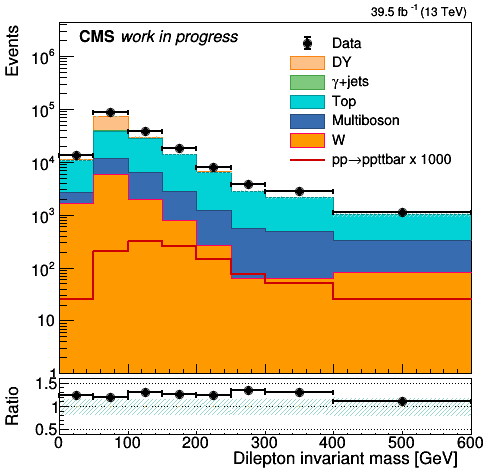 39.5 fb⁻¹ (13 TeV)
CMS work in progress
Events
10⁶
10⁵
10⁴
10³
10²
10
1
Data
DY
γ+jets
Top
Multiboson
W
pp→ppttbar x 1000
Ratio
1.5
1
0.5
0 100 200 300 400 500 600
Dilepton invariant mass [GeV]